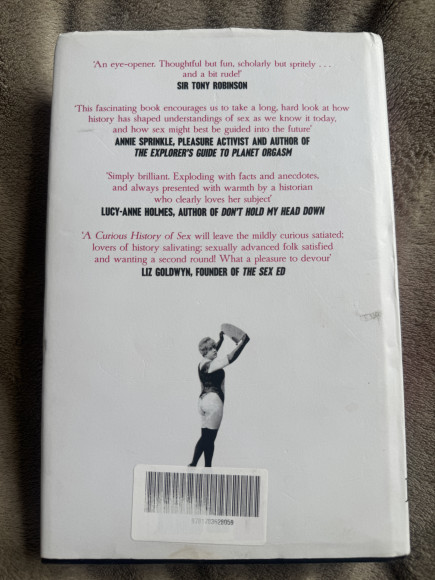 'An eye-opener. Thoughtful but fun, scholarly but spritely . . .
and a bit rude!'
SIR TONY ROBINSON
'This fascinating book encourages us to take a long, hard look at how
history has shaped understandings of sex as we know it today,
and how sex might best be guided into the future'
ANNIE SPRINKLE, PLEASURE ACTIVIST AND AUTHOR OF
THE EXPLORER'S GUIDE TO PLANET ORGASM
'Simply brilliant. Exploding with facts and anecdotes,
and always presented with warmth by a historian
who clearly loves her subject'
LUCY-ANNE HOLMES, AUTHOR OF DON'T HOLD MY HEAD DOWN
'A Curious History of Sex will leave the mildly curious satiated;
lovers of history salivating; sexually advanced folk satisfied
and wanting a second round! What a pleasure to devour'
LIZ GOLDWYN, FOUNDER OF THE SEX ED